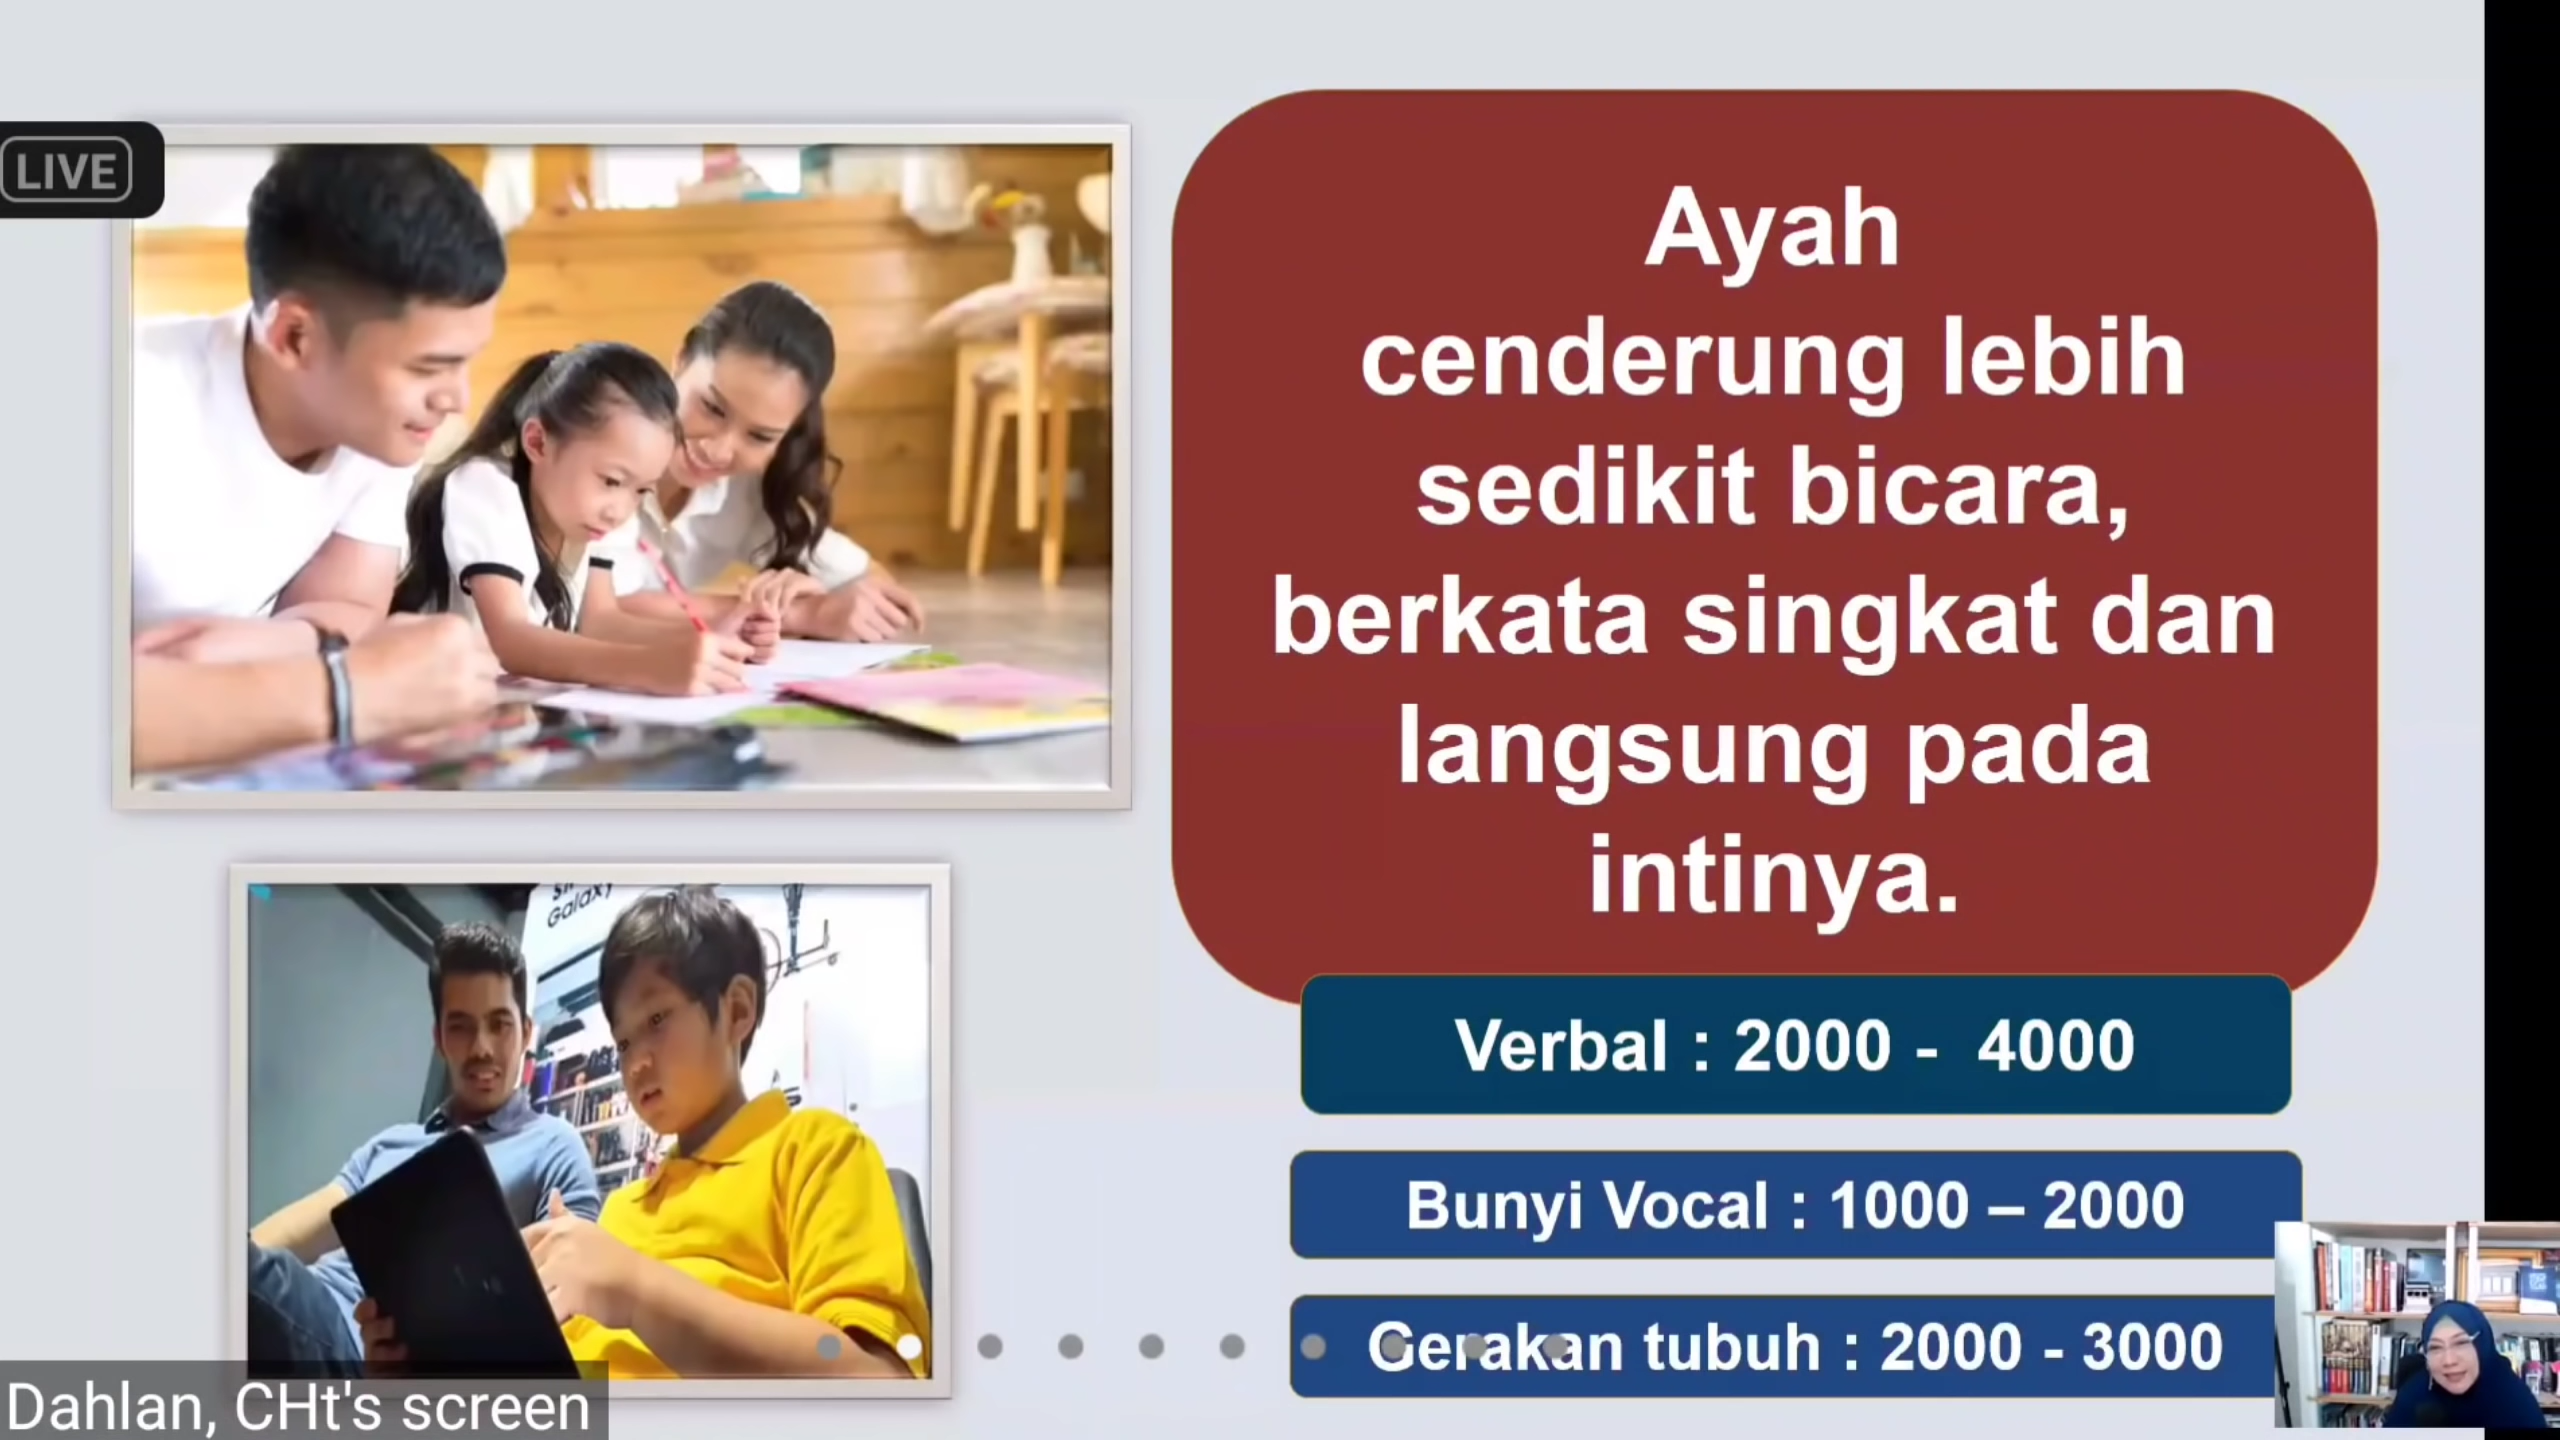 LIVE
Ayah
cenderung lebih
sedikit bicara,
berkata singkat dan
langsung pada
intinya.
Galaxy
Verbal : 2000 - 4000
Bunyi Vocal : 1000 – 2000
Gerakan tubuh : 2000 - 3000
Dahlan, CHt's screen